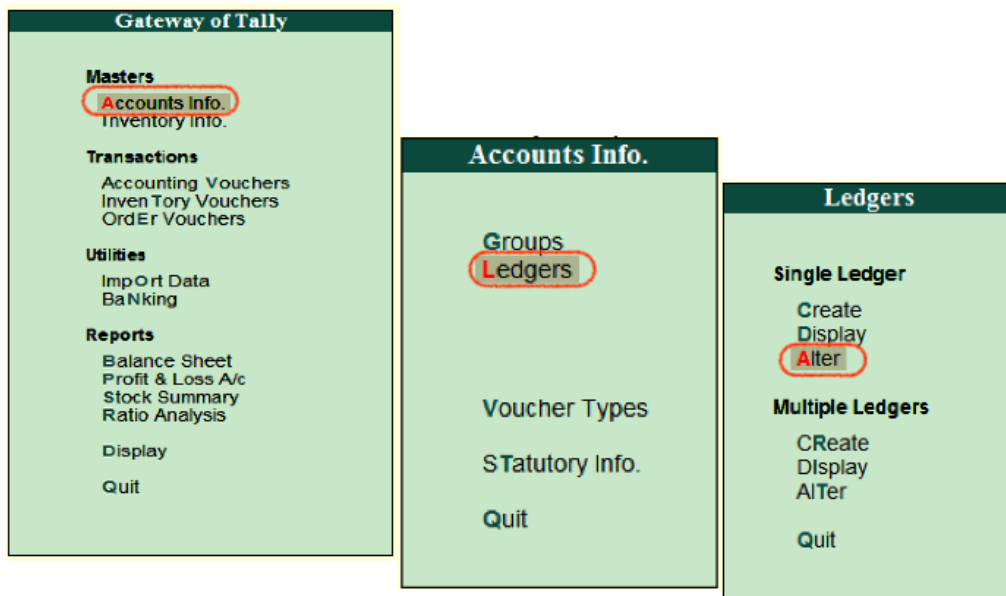 Gateway of Tally
Masters
Accounts Info.
Inventory Info.
Transactions
Accounting Vouchers
InvenTory Vouchers
OrdEr Vouchers
Utilities
ImpOrt Data
BaNking
Reports
Balance Sheet
Profit & Loss A/c
Stock Summary
Ratio Analysis
Display
Quit
Accounts Info.
Groups
Ledgers
Voucher Types
STatutory Info.
Quit
Ledgers
Single Ledger
Create
Display
Alter
Multiple Ledgers
CReate
DIsplay
AlTer
Quit